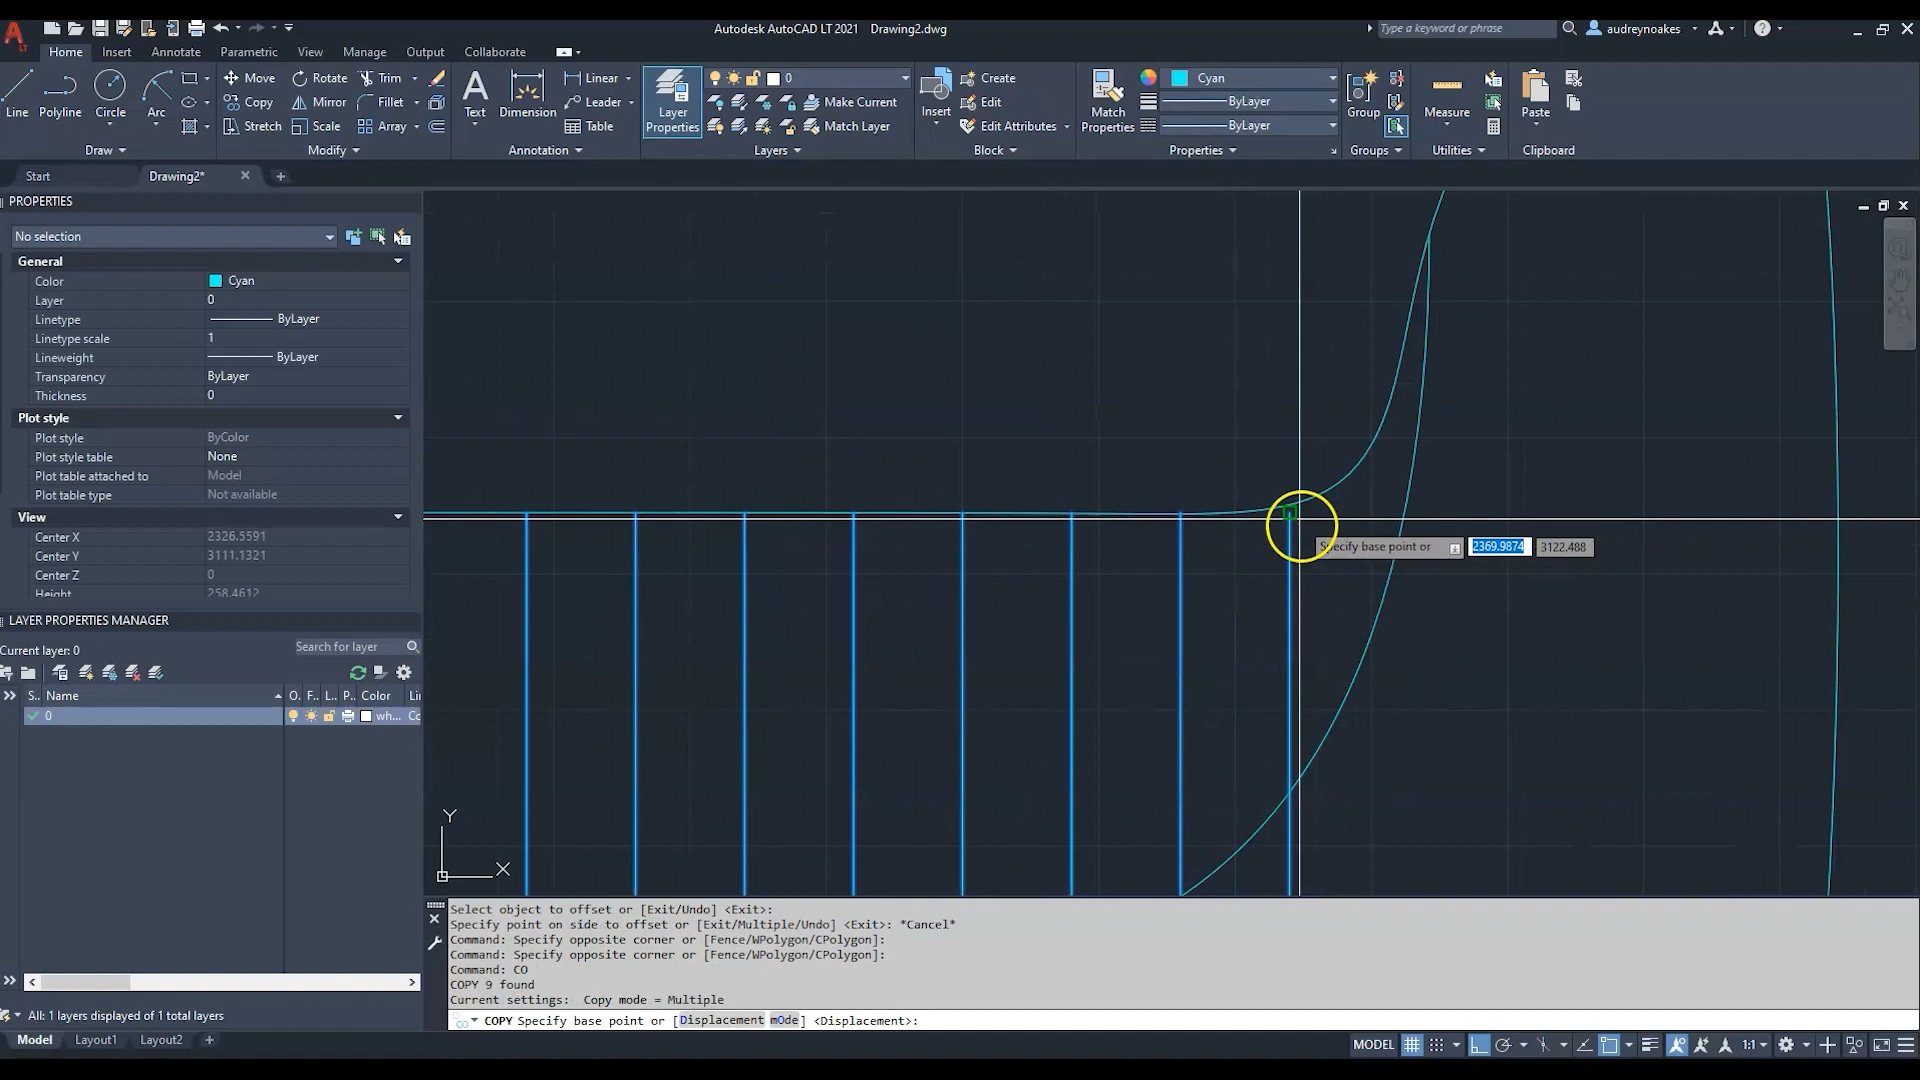 Autodesk AutoCAD LT 2021 Drawing2.dwg
Type a keyword or phrase
audreynoakes
LT
Home Insert Annotate Parametric View Manage Output Collaborate
Line Polyline Circle Arc
Move Rotate Trim
Copy Mirror Fillet
Stretch Scale Array
Text Dimension
Linear
Leader
Table
Layer Properties
0
Make Current
Match Layer
Insert
Create
Edit
Edit Attributes
Match Properties
Cyan
ByLayer
ByLayer
Group
Measure
Paste
Draw Modify Annotation Layers Block Properties Groups Utilities Clipboard
Start Drawing2*
PROPERTIES
No selection
General
Color Cyan
Layer 0
Linetype ByLayer
Linetype scale 1
Lineweight ByLayer
Transparency ByLayer
Thickness 0
Plot style
Plot style ByColor
Plot style table None
Plot table attached to Model
Plot table type Not available
View
Center X 2326.5591
Center Y 3111.1321
Center Z 0
Height 258.4612
LAYER PROPERTIES MANAGER
Current layer: 0
Search for layer
S.. Name O. F.. L.. P.. Color Lin
0 wh... Co
All: 1 layers displayed of 1 total layers
Specify base point or 2369.9874 3122.488
Y
X
Select object to offset or [Exit/Undo] <Exit>:
Specify point on side to offset or [Exit/Multiple/Undo] <Exit>: *Cancel*
Command: Specify opposite corner or [Fence/WPolygon/CPolygon]:
Command: Specify opposite corner or [Fence/WPolygon/CPolygon]:
Command: CO
COPY 9 found
Current settings: Copy mode = Multiple
COPY Specify base point or [Displacement mOde] <Displacement>:
Model Layout1 Layout2
MODEL 1:1